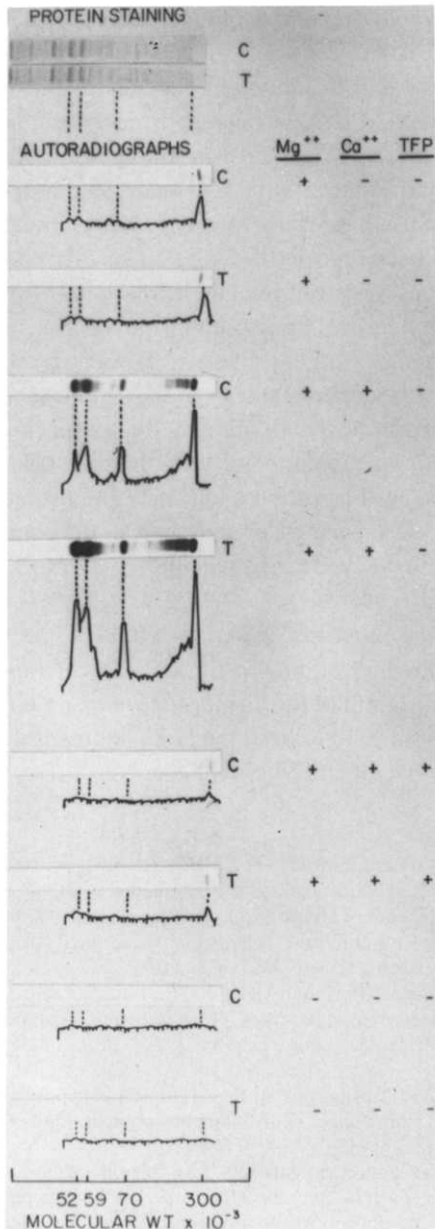 PROTEIN STAINING
C
T
AUTORADIOGRAPHS Mg++ Ca++ TFP
C + - -
T + - -
C + + -
T + + -
C + + +
T + + +
C - - -
T - - -
52 59 70 300
MOLECULAR WT x 10-3